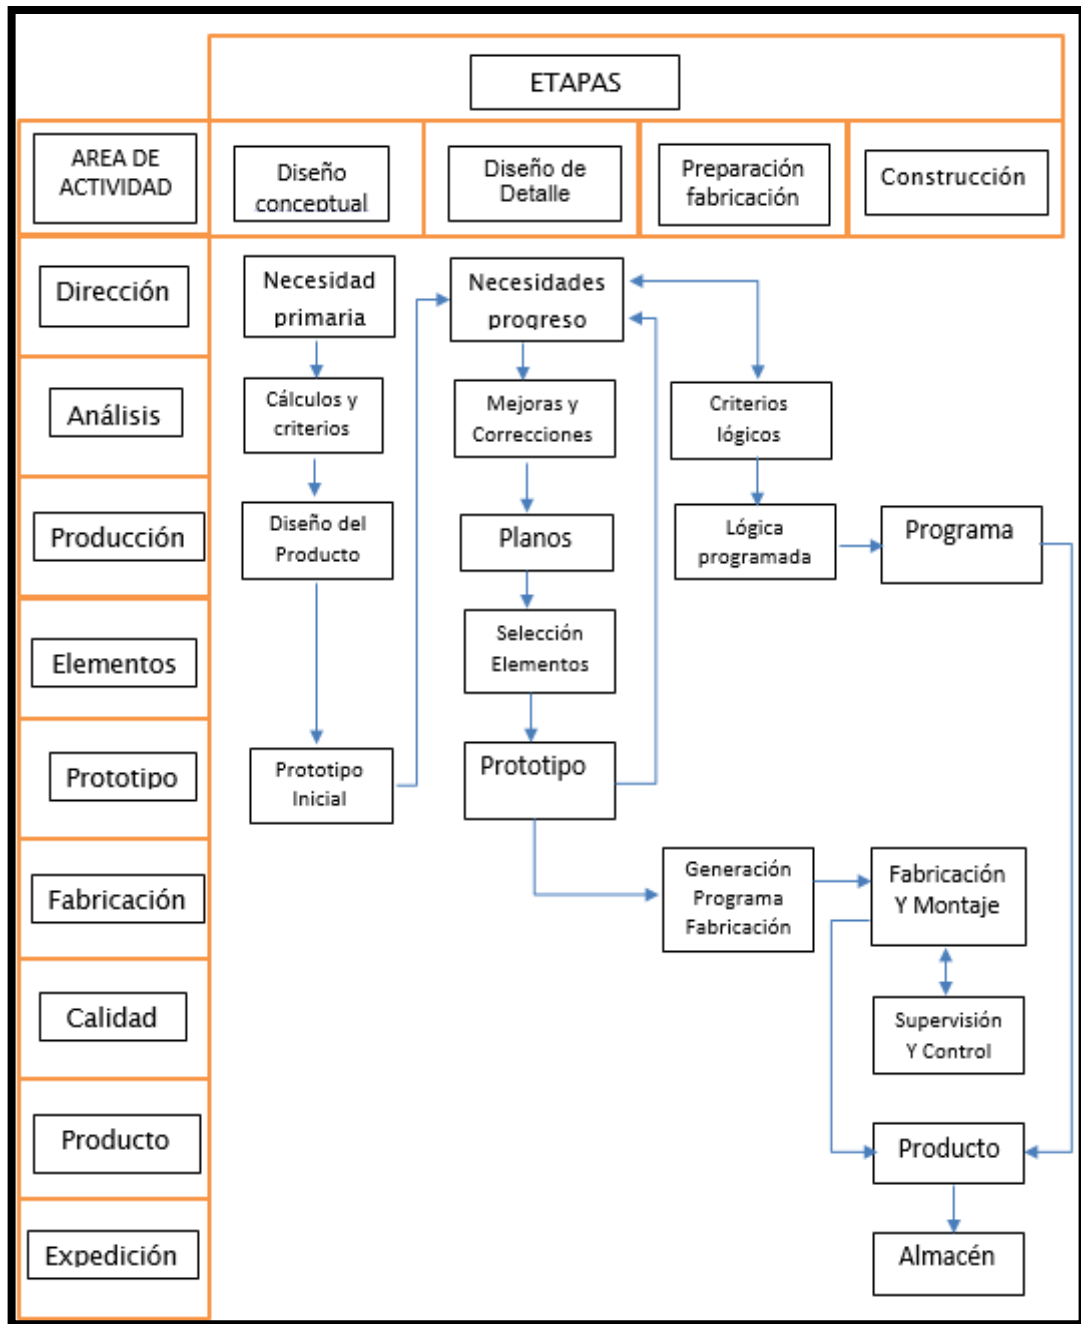 ETAPAS
AREA DE
ACTIVIDAD
Diseño
conceptual
Diseño de
Detalle
Preparación
fabricación
Construcción
Dirección
Necesidad
primaria
Necesidades
progreso
Análisis
Cálculos y
criterios
Mejoras y
Correcciones
Criterios
lógicos
Producción
Diseño del
Producto
Planos
Lógica
programada
Programa
Elementos
Selección
Elementos
Prototipo
Prototipo
Inicial
Prototipo
Fabricación
Generación
Programa
Fabricación
Fabricación
Y Montaje
Calidad
Supervisión
Y Control
Producto
Producto
Expedición
Almacén